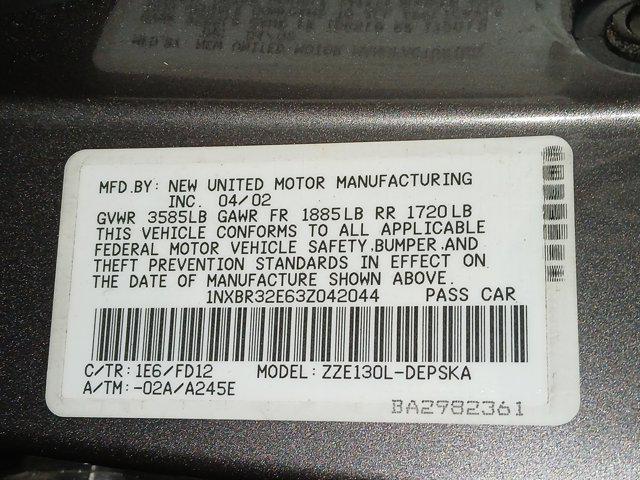 MFD.BY: NEW UNITED MOTOR MANUFACTURING
INC. 04/02
GVWR 3585LB GAWR FR 1885LB RR 1720LB
THIS VEHICLE CONFORMS TO ALL APPLICABLE
FEDERAL MOTOR VEHICLE SAFETY.BUMPER.AND
THEFT PREVENTION STANDARDS IN EFFECT ON
THE DATE OF MANUFACTURE SHOWN ABOVE.
1NXBR32E63Z042044 PASS CAR
C/TR: 1E6/FD12 MODEL: ZZE130L-DEPSKA
A/TM: -02A/A245E
BA2982361